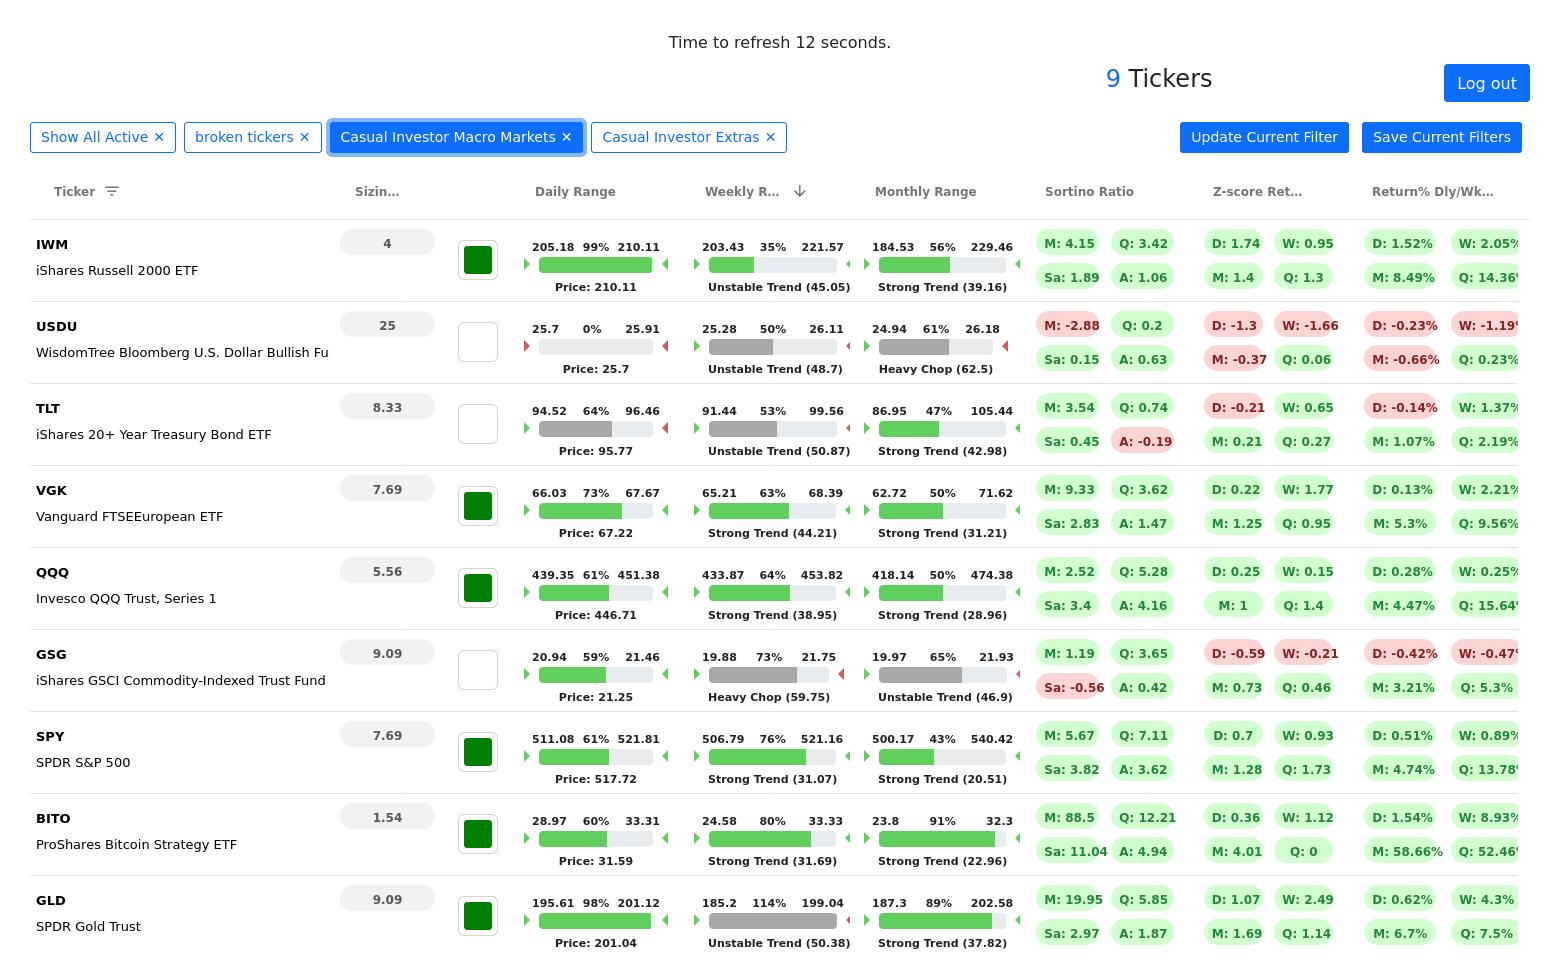 Time to refresh 12 seconds.
9 Tickers
Log out
Show All Active ✕ broken tickers ✕ Casual Investor Macro Markets ✕ Casual Investor Extras ✕ Update Current Filter Save Current Filters
Ticker Sizin... Daily Range Weekly R... Monthly Range Sortino Ratio Z-score Ret... Return% Dly/Wk...
IWM 4 205.18 99% 210.11 203.43 35% 221.57 184.53 56% 229.46 M: 4.15 Q: 3.42 D: 1.74 W: 0.95 D: 1.52% W: 2.05%
iShares Russell 2000 ETF Sa: 1.89 A: 1.06 M: 1.4 Q: 1.3 M: 8.49% Q: 14.36%
Price: 210.11 Unstable Trend (45.05) Strong Trend (39.16)
USDU 25 25.7 0% 25.91 25.28 50% 26.11 24.94 61% 26.18 M: -2.88 Q: 0.2 D: -1.3 W: -1.66 D: -0.23% W: -1.19%
WisdomTree Bloomberg U.S. Dollar Bullish Fu Sa: 0.15 A: 0.63 M: -0.37 Q: 0.06 M: -0.66% Q: 0.23%
Price: 25.7 Unstable Trend (48.7) Heavy Chop (62.5)
TLT 8.33 94.52 64% 96.46 91.44 53% 99.56 86.95 47% 105.44 M: 3.54 Q: 0.74 D: -0.21 W: 0.65 D: -0.14% W: 1.37%
iShares 20+ Year Treasury Bond ETF Sa: 0.45 A: -0.19 M: 0.21 Q: 0.27 M: 1.07% Q: 2.19%
Price: 95.77 Unstable Trend (50.87) Strong Trend (42.98)
VGK 7.69 66.03 73% 67.67 65.21 63% 68.39 62.72 50% 71.62 M: 9.33 Q: 3.62 D: 0.22 W: 1.77 D: 0.13% W: 2.21%
Vanguard FTSEEuropean ETF Sa: 2.83 A: 1.47 M: 1.25 Q: 0.95 M: 5.3% Q: 9.56%
Price: 67.22 Strong Trend (44.21) Strong Trend (31.21)
QQQ 5.56 439.35 61% 451.38 433.87 64% 453.82 418.14 50% 474.38 M: 2.52 Q: 5.28 D: 0.25 W: 0.15 D: 0.28% W: 0.25%
Invesco QQQ Trust, Series 1 Sa: 3.4 A: 4.16 M: 1 Q: 1.4 M: 4.47% Q: 15.64%
Price: 446.71 Strong Trend (38.95) Strong Trend (28.96)
GSG 9.09 20.94 59% 21.46 19.88 73% 21.75 19.97 65% 21.93 M: 1.19 Q: 3.65 D: -0.59 W: -0.21 D: -0.42% W: -0.47%
iShares GSCI Commodity-Indexed Trust Fund Sa: -0.56 A: 0.42 M: 0.73 Q: 0.46 M: 3.21% Q: 5.3%
Price: 21.25 Heavy Chop (59.75) Unstable Trend (46.9)
SPY 7.69 511.08 61% 521.81 506.79 76% 521.16 500.17 43% 540.42 M: 5.67 Q: 7.11 D: 0.7 W: 0.93 D: 0.51% W: 0.89%
SPDR S&P 500 Sa: 3.82 A: 3.62 M: 1.28 Q: 1.73 M: 4.74% Q: 13.78%
Price: 517.72 Strong Trend (31.07) Strong Trend (20.51)
BITO 1.54 28.97 60% 33.31 24.58 80% 33.33 23.8 91% 32.3 M: 88.5 Q: 12.21 D: 0.36 W: 1.12 D: 1.54% W: 8.93%
ProShares Bitcoin Strategy ETF Sa: 11.04 A: 4.94 M: 4.01 Q: 0 M: 58.66% Q: 52.46%
Price: 31.59 Strong Trend (31.69) Strong Trend (22.96)
GLD 9.09 195.61 98% 201.12 185.2 114% 199.04 187.3 89% 202.58 M: 19.95 Q: 5.85 D: 1.07 W: 2.49 D: 0.62% W: 4.3%
SPDR Gold Trust Sa: 2.97 A: 1.87 M: 1.69 Q: 1.14 M: 6.7% Q: 7.5%
Price: 201.04 Unstable Trend (50.38) Strong Trend (37.82)